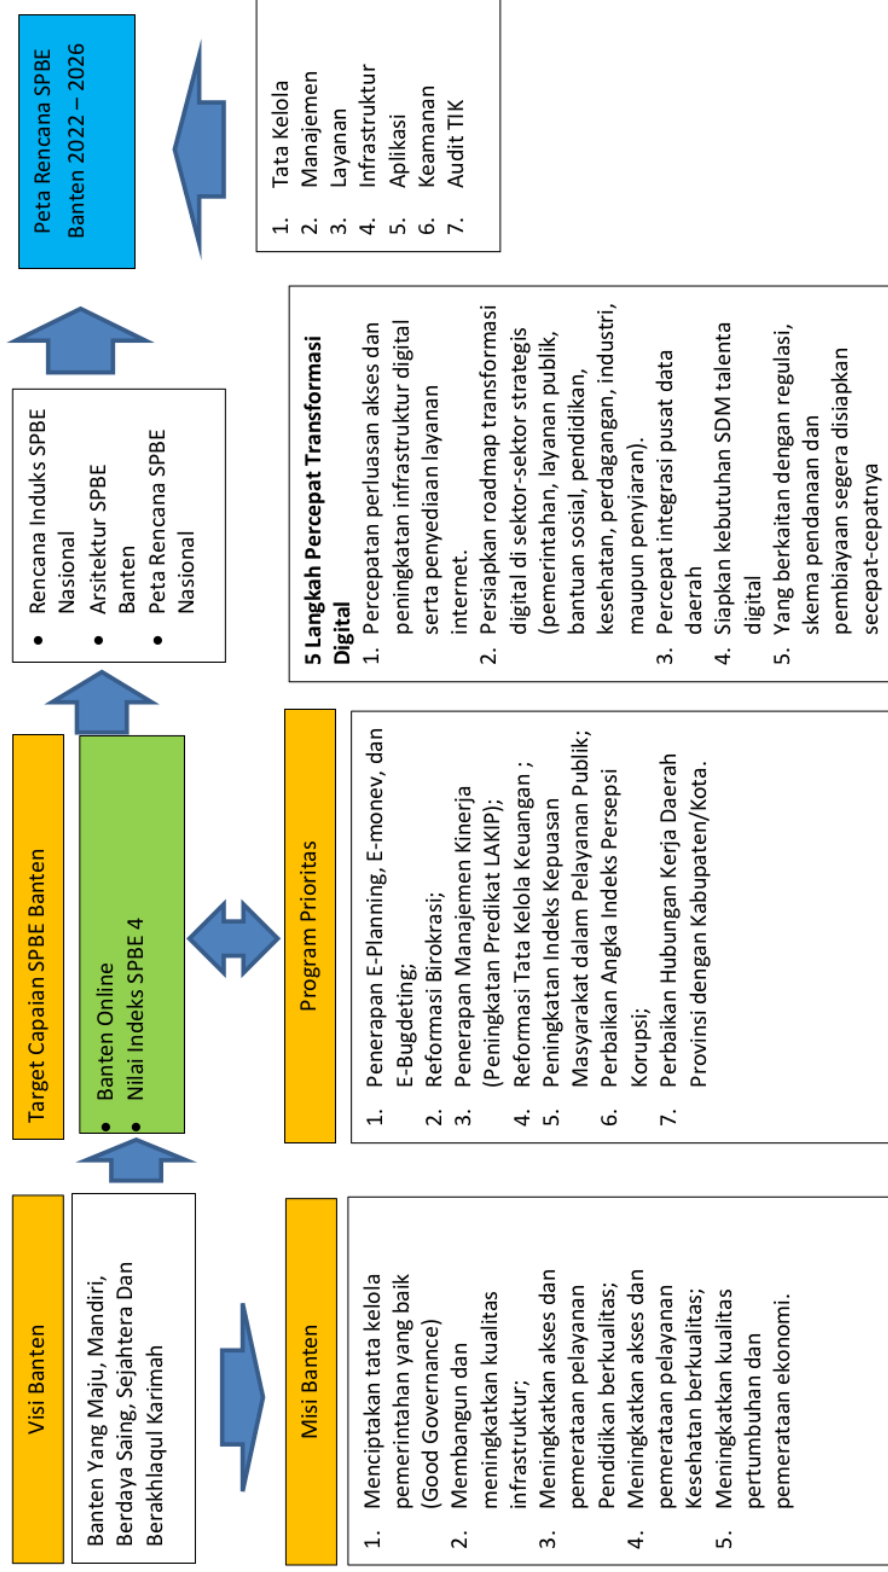 Visi Banten
Banten Yang Maju, Mandiri,
Berdaya Saing, Sejahtera Dan
Berakhlaqul Karimah
Misi Banten
1. Menciptakan tata kelola
pemerintahan yang baik
(Good Governance)
2. Membangun dan
meningkatkan kualitas
infrastruktur;
3. Meningkatkan akses dan
pemerataan pelayanan
Pendidikan berkualitas;
4. Meningkatkan akses dan
pemerataan pelayanan
Kesehatan berkualitas;
5. Meningkatkan kualitas
pertumbuhan dan
pemerataan ekonomi.
Target Capaian SPBE Banten
• Banten Online
• Nilai Indeks SPBE 4
Program Prioritas
1. Penerapan E-Planning, E-monev, dan
E-Bugdeting;
2. Reformasi Birokrasi;
3. Penerapan Manajemen Kinerja
(Peningkatan Predikat LAKIP);
4. Reformasi Tata Kelola Keuangan ;
5. Peningkatan Indeks Kepuasan
Masyarakat dalam Pelayanan Publik;
6. Perbaikan Angka Indeks Persepsi
Korupsi;
7. Perbaikan Hubungan Kerja Daerah
Provinsi dengan Kabupaten/Kota.
• Rencana Induks SPBE
Nasional
• Arsitektur SPBE
Banten
• Peta Rencana SPBE
Nasional
5 Langkah Percepat Transformasi
Digital
1. Percepatan perluasan akses dan
peningkatan infrastruktur digital
serta penyediaan layanan
internet.
2. Persiapkan roadmap transformasi
digital di sektor-sektor strategis
(pemerintahan, layanan publik,
bantuan sosial, pendidikan,
kesehatan, perdagangan, industri,
maupun penyiaran).
3. Percepat integrasi pusat data
daerah
4. Siapkan kebutuhan SDM talenta
digital
5. Yang berkaitan dengan regulasi,
skema pendanaan dan
pembiayaan segera disiapkan
secepat-cepatnya
Peta Rencana SPBE
Banten 2022 – 2026
1. Tata Kelola
2. Manajemen
3. Layanan
4. Infrastruktur
5. Aplikasi
6. Keamanan
7. Audit TIK